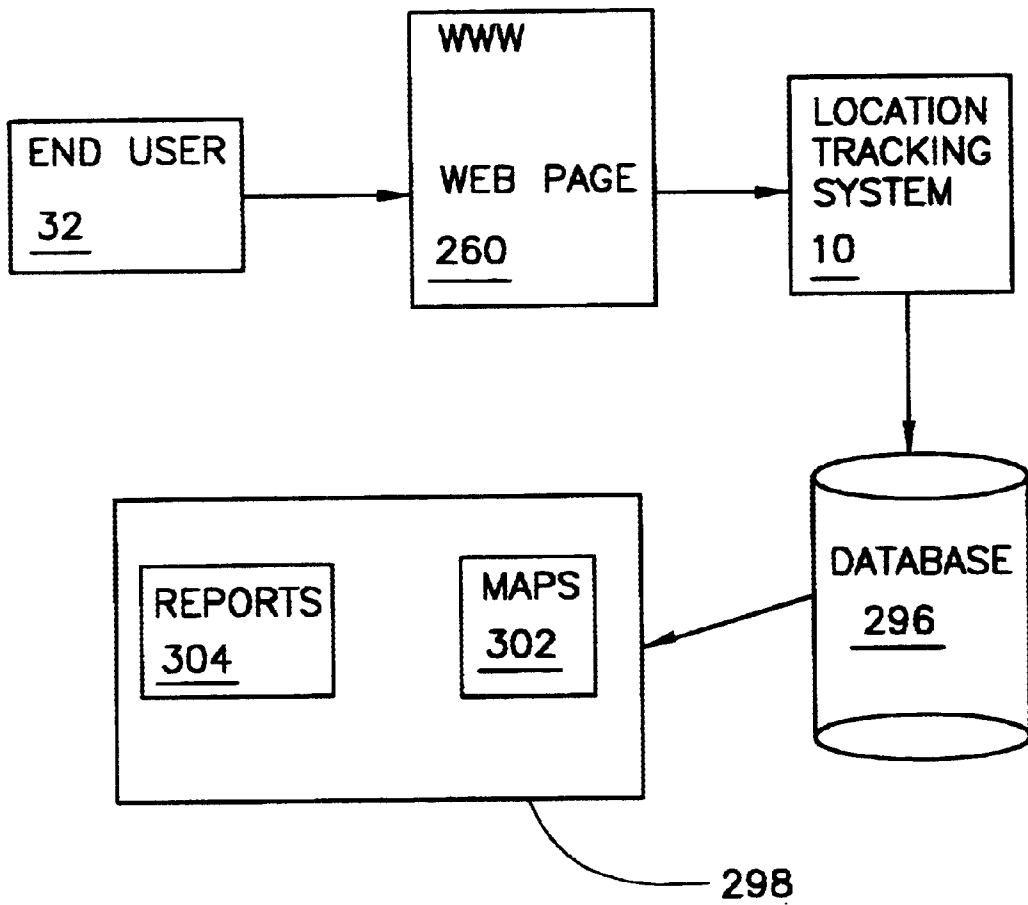 END USER
32
WWW
WEB PAGE
260
LOCATION
TRACKING
SYSTEM
10
DATABASE
296
REPORTS
304
MAPS
302
298